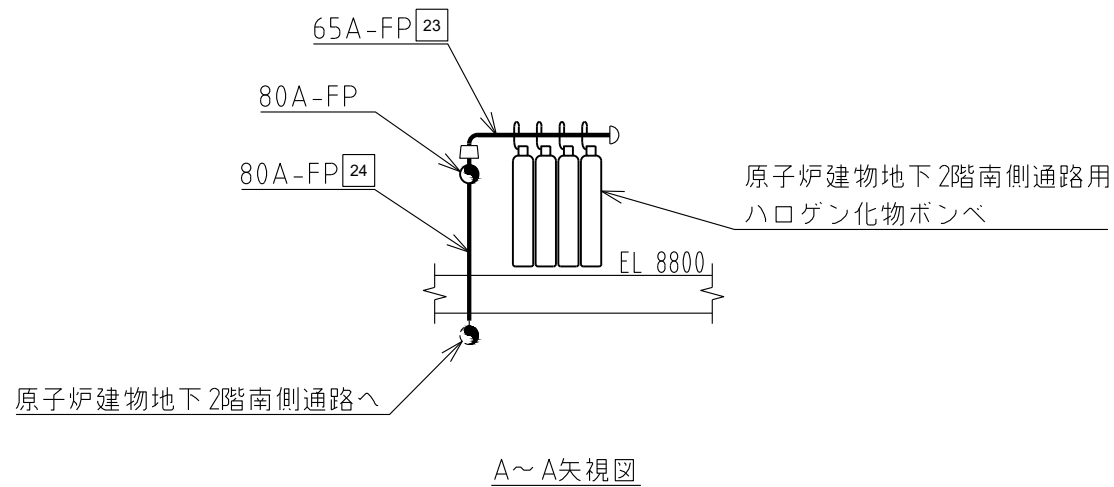 65A-FP 23
80A-FP
80A-FP 24
原子炉建物地下2階南側通路用
ハロゲン化物ボンベ
EL 8800
原子炉建物地下2階南側通路へ
A~A矢視図